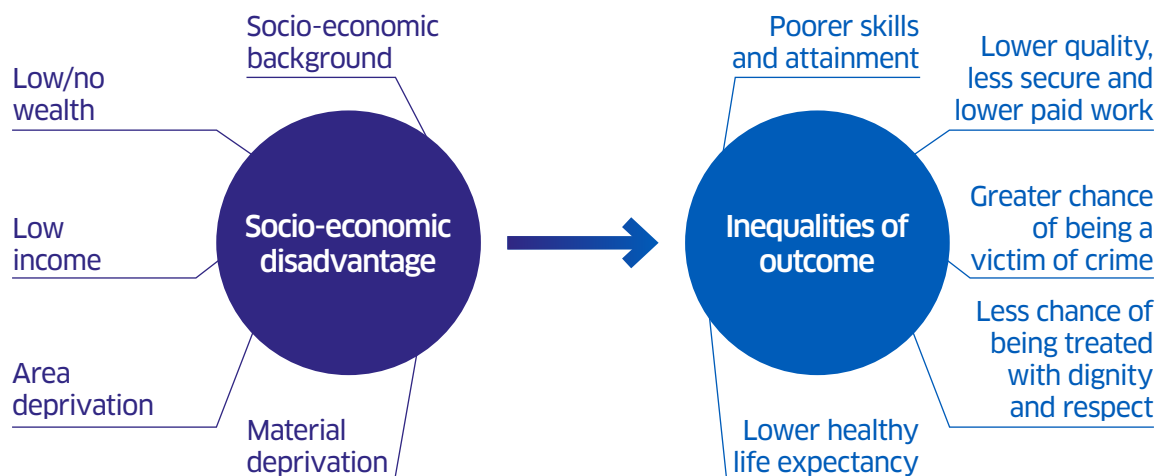 Socio-economic
background
Low/no
wealth
Low
income
Area
deprivation
Material
deprivation
Socio-economic
disadvantage
Inequalities of
outcome
Poorer skills
and attainment
Lower quality,
less secure and
lower paid work
Greater chance
of being a
victim of crime
Less chance of
being treated
with dignity
and respect
Lower healthy
life expectancy